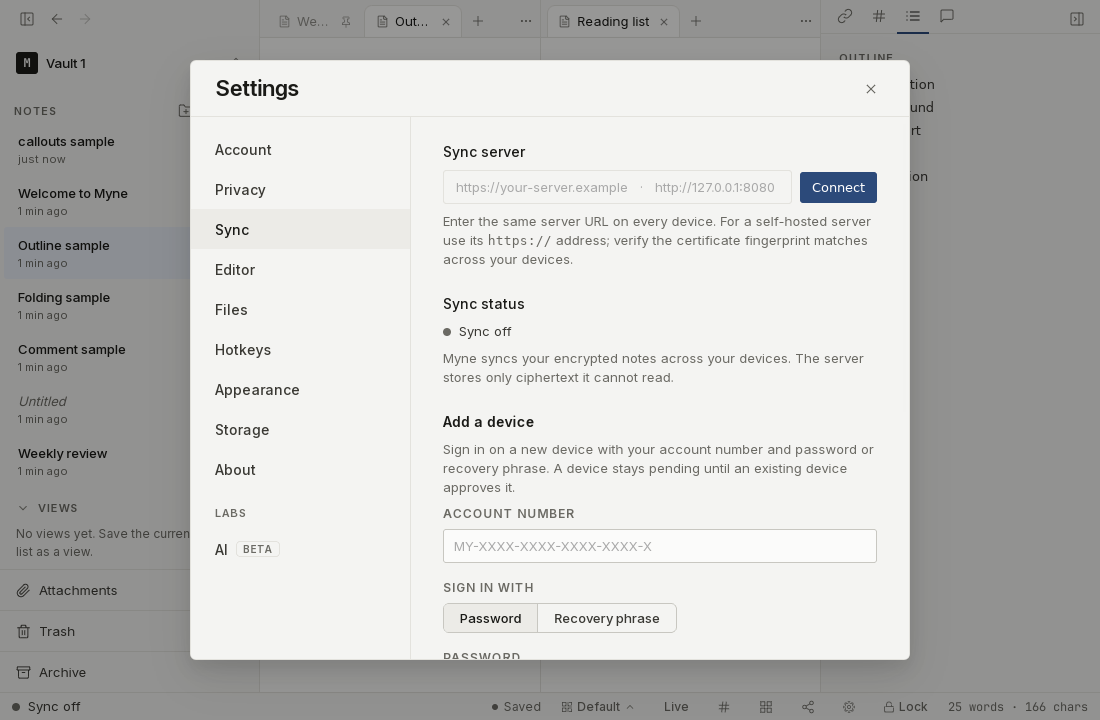 We...
Out...
Reading list
M Vault 1
OUTLINE
NOTES
callouts sample
just now
Welcome to Myne
1 min ago
Outline sample
1 min ago
Folding sample
1 min ago
Comment sample
1 min ago
Untitled
1 min ago
Weekly review
1 min ago
VIEWS
No views yet. Save the curren
list as a view.
Attachments
Trash
Archive
Settings
Account
Privacy
Sync
Editor
Files
Hotkeys
Appearance
Storage
About
LABS
AI BETA
Sync server
https://your-server.example · http://127.0.0.1:8080
Connect
Enter the same server URL on every device. For a self-hosted server
use its https:// address; verify the certificate fingerprint matches
across your devices.
Sync status
Sync off
Myne syncs your encrypted notes across your devices. The server
stores only ciphertext it cannot read.
Add a device
Sign in on a new device with your account number and password or
recovery phrase. A device stays pending until an existing device
approves it.
ACCOUNT NUMBER
MY-XXXX-XXXX-XXXX-XXXX-X
SIGN IN WITH
Password
Recovery phrase
PASSWORD
tion
und
rt
ion
Sync off
Saved
Default
Live
Lock
25 words · 166 chars